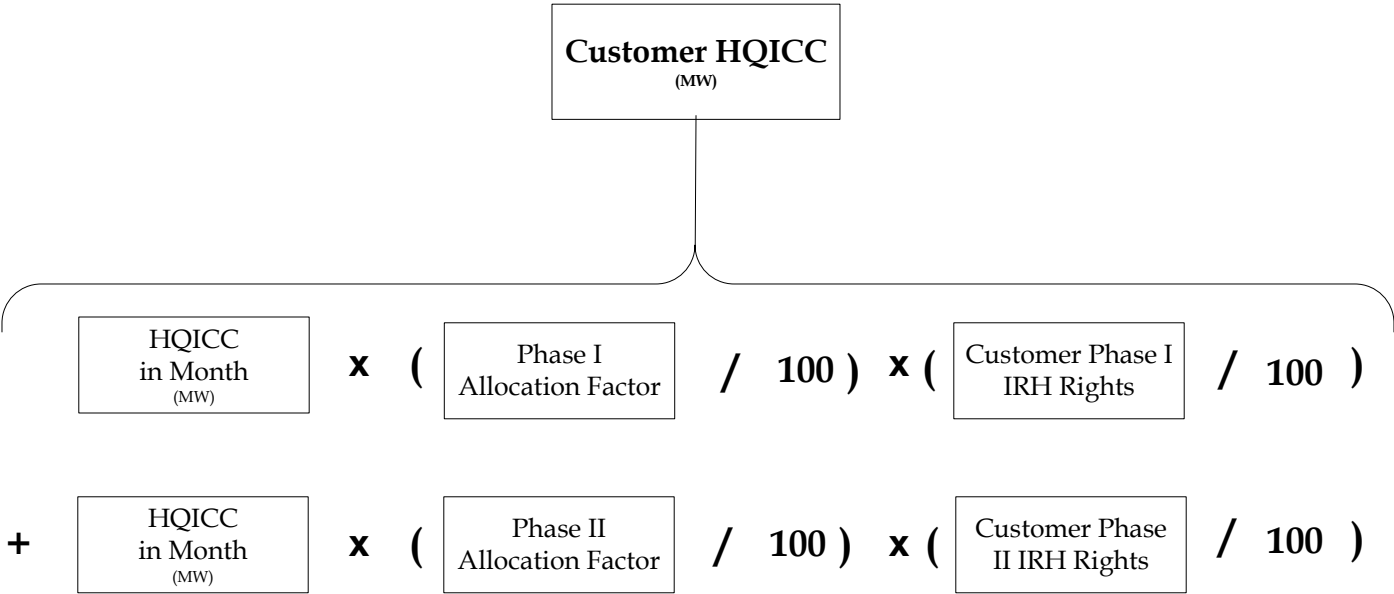 Customer HQICC
(MW)
HQICC
in Month
(MW)
x
(
Phase I
Allocation Factor
/ 100 )
x (
Customer Phase I
IRH Rights
/ 100 )
+
HQICC
in Month
(MW)
x
(
Phase II
Allocation Factor
/ 100 )
x (
Customer Phase
II IRH Rights
/ 100 )